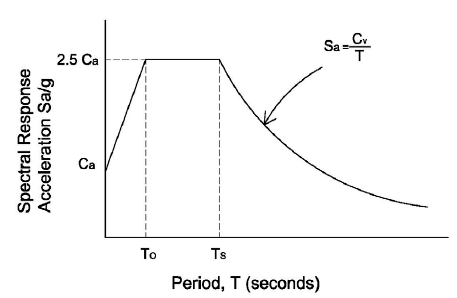 Sa = Cv/T
2.5 Ca
Ca
To
Ts
Spectral Response
Acceleration Sa/g
Period, T (seconds)